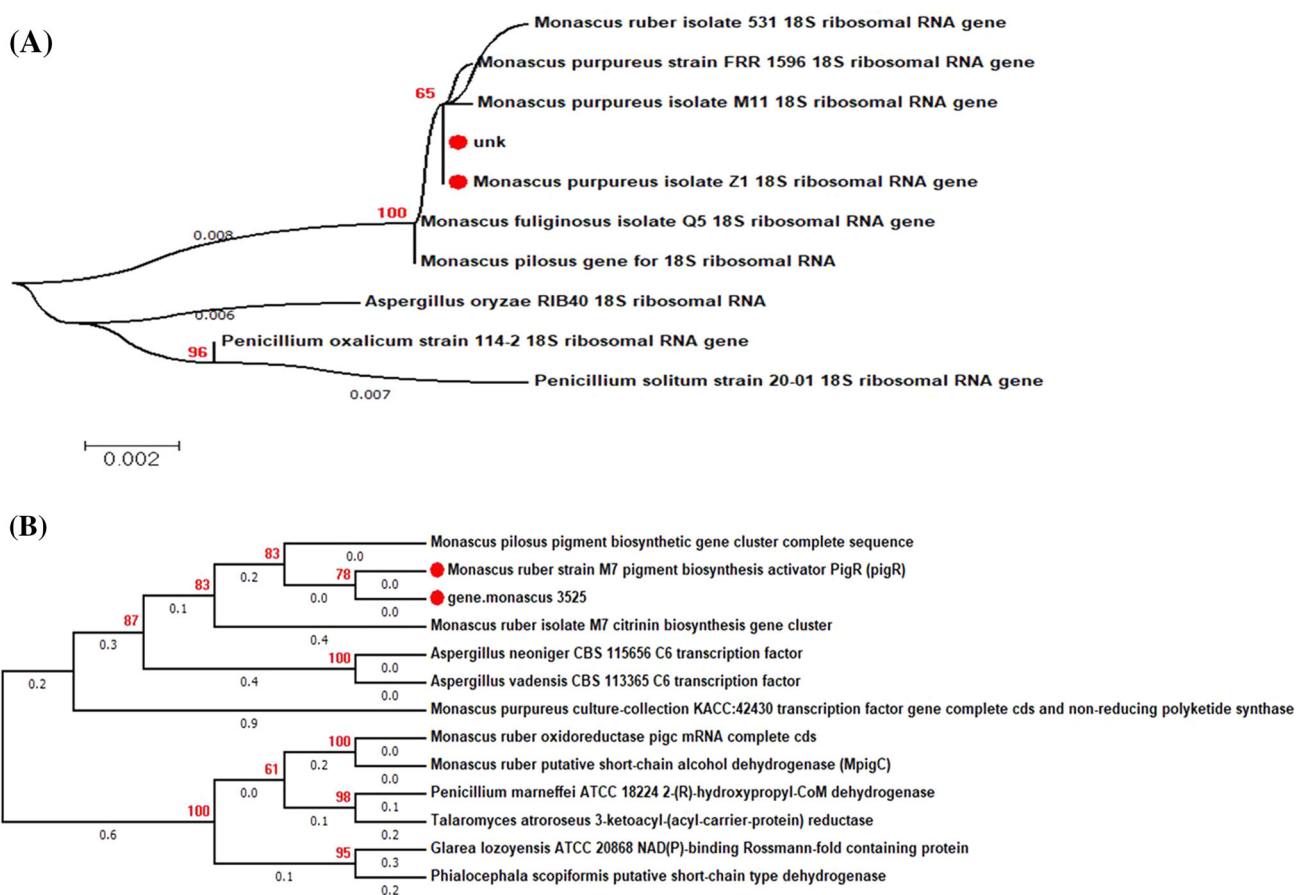 (A)
Monascus ruber isolate 531 18S ribosomal RNA gene
Monascus purpureus strain FRR 1596 18S ribosomal RNA gene
65
Monascus purpureus isolate M11 18S ribosomal RNA gene
unk
Monascus purpureus isolate Z1 18S ribosomal RNA gene
100
Monascus fuliginosus isolate Q5 18S ribosomal RNA gene
0.008
Monascus pilosus gene for 18S ribosomal RNA
Aspergillus oryzae RIB40 18S ribosomal RNA
0.006
Penicillium oxalicum strain 114-2 18S ribosomal RNA gene
96
Penicillium solitum strain 20-01 18S ribosomal RNA gene
0.007
0.002
(B)
Monascus pilosus pigment biosynthetic gene cluster complete sequence
83
0.0
Monascus ruber strain M7 pigment biosynthesis activator PigR (pigR)
78
0.2
0.0
83
gene.monascus 3525
0.0
0.1
0.0
87
Monascus ruber isolate M7 citrinin biosynthesis gene cluster
0.4
0.3
Aspergillus neoniger CBS 115656 C6 transcription factor
100
0.0
0.2
0.4
Aspergillus vadensis CBS 113365 C6 transcription factor
0.0
Monascus purpureus culture-collection KACC:42430 transcription factor gene complete cds and non-reducing polyketide synthase
0.9
Monascus ruber oxidoreductase pigc mRNA complete cds
100
0.0
61
0.2
Monascus ruber putative short-chain alcohol dehydrogenase (MpigC)
0.0
0.0
Penicillium marneffei ATCC 18224 2-(R)-hydroxypropyl-CoM dehydrogenase
98
0.1
100
0.1
Talaromyces atroroseus 3-ketoacyl-(acyl-carrier-protein) reductase
0.6
0.2
Glarea lozoyensis ATCC 20868 NAD(P)-binding Rossmann-fold containing protein
95
0.3
0.1
Phialocephala scopiformis putative short-chain type dehydrogenase
0.2